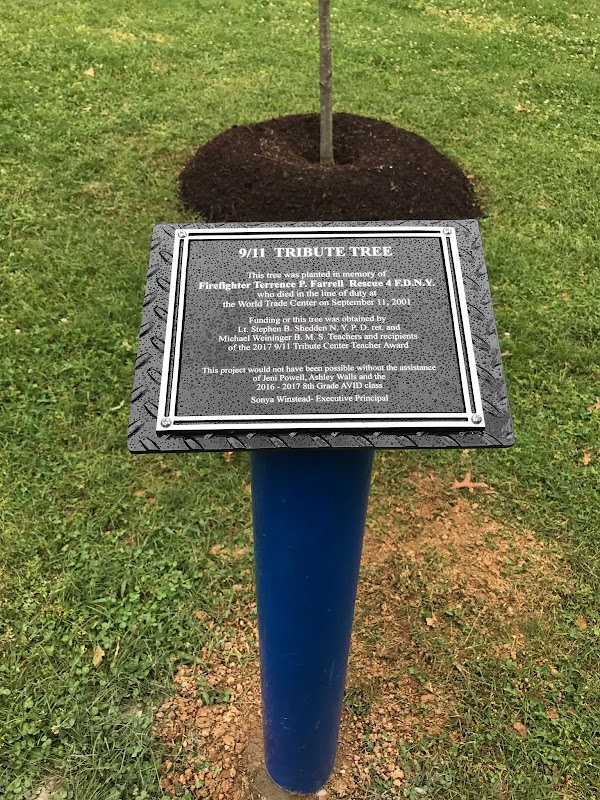 9/11 TRIBUTE TREE
This tree was planted in memory of
Firefighter Terrence P. Farrell Rescue 4 F.D.N.Y.
who died in the line of duty at
the World Trade Center on September 11, 2001
Funding or this tree was obtained by
Lt. Stephen B. Shedden N. Y. P. D. ret. and
Michael Weininger B. M. S. Teachers and recipients
of the 2017 9/11 Tribute Center Teacher Award
This project would not have been possible without the assistance
of Jeni Powell, Ashley Walls and the
2016 - 2017 8th Grade AVID class
Sonya Winstead- Executive Principal